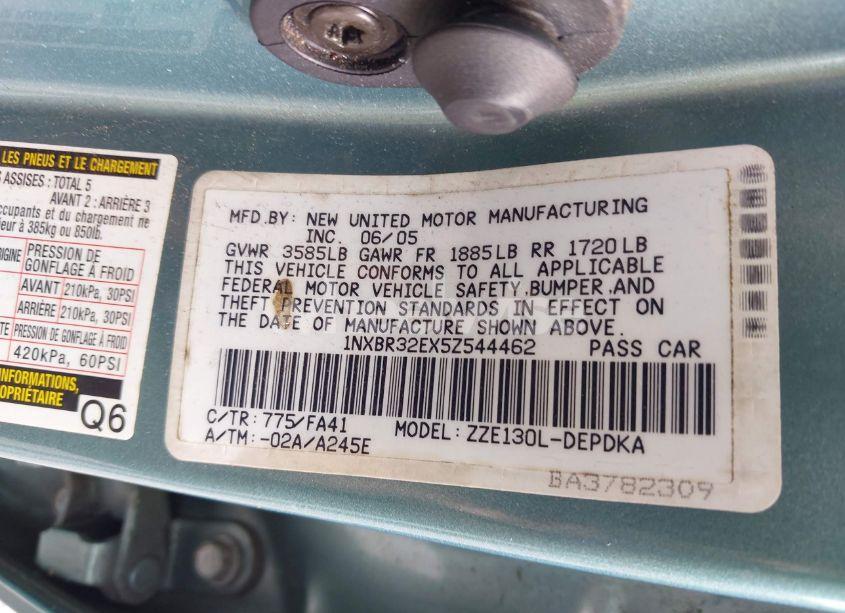 LES PNEUS ET LE CHARGEMENT
ASSISES : TOTAL 5
AVANT 2 : ARRIÈRE 3
occupants et du chargement ne
à 385kg ou 850lb.
PRESSION DE
GONFLAGE À FROID
AVANT 210kPa, 30PSI
ARRIÈRE 210kPa, 30PSI
PRESSION DE GONFLAGE À FROID
420kPa, 60PSI
INFORMATIONS,
Q6
MFD.BY: NEW UNITED MOTOR MANUFACTURING
INC. 06/05
GVWR 3585LB GAWR FR 1885LB RR 1720LB
THIS VEHICLE CONFORMS TO ALL APPLICABLE
FEDERAL MOTOR VEHICLE SAFETY,BUMPER,AND
THEFT PREVENTION STANDARDS IN EFFECT ON
THE DATE OF MANUFACTURE SHOWN ABOVE.
1NXBR32EX5Z544462 PASS CAR
C/TR: 775/FA41
A/TM: -02A/A245E MODEL: ZZE130L-DEPDKA
BA3782309